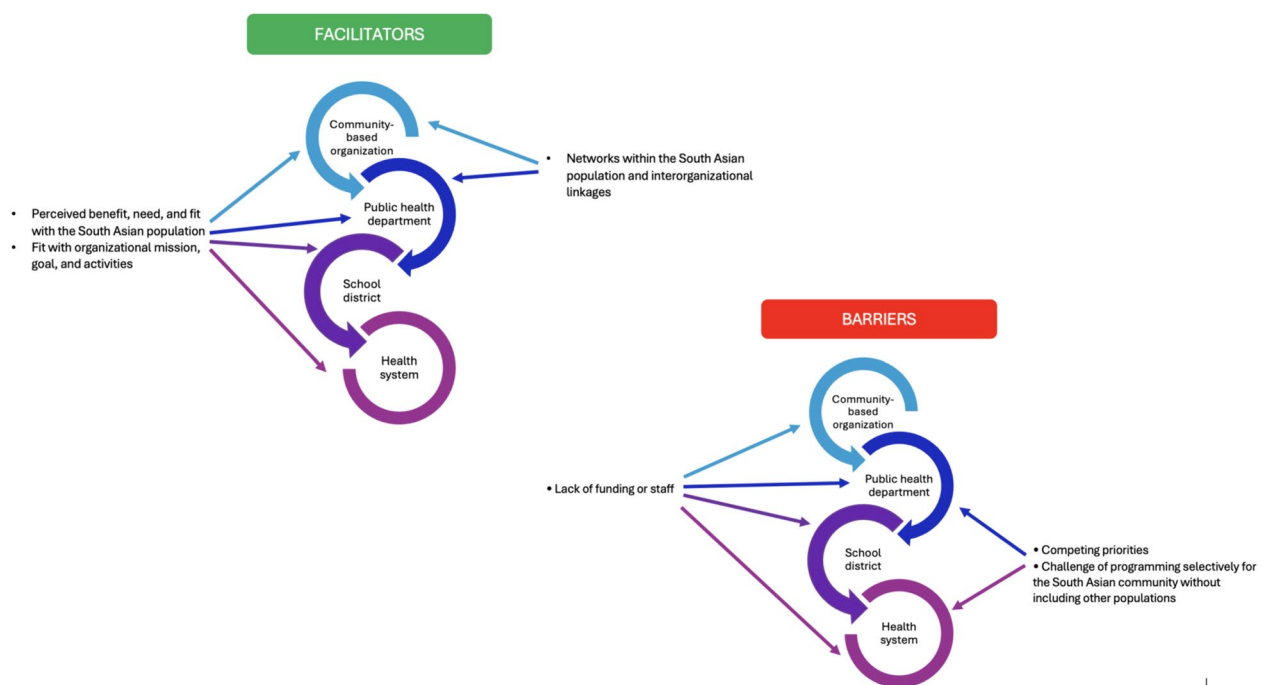 FACILITATORS
Community-
based
organization
• Networks within the South Asian
population and interorganizational
linkages
Public health
department
• Perceived benefit, need, and fit
with the South Asian population
• Fit with organizational mission,
goal, and activities
School
district
Health
system
BARRIERS
Community-
based
organization
Public health
department
• Lack of funding or staff
School
district
• Competing priorities
• Challenge of programming selectively for
the South Asian community without
including other populations
Health
system